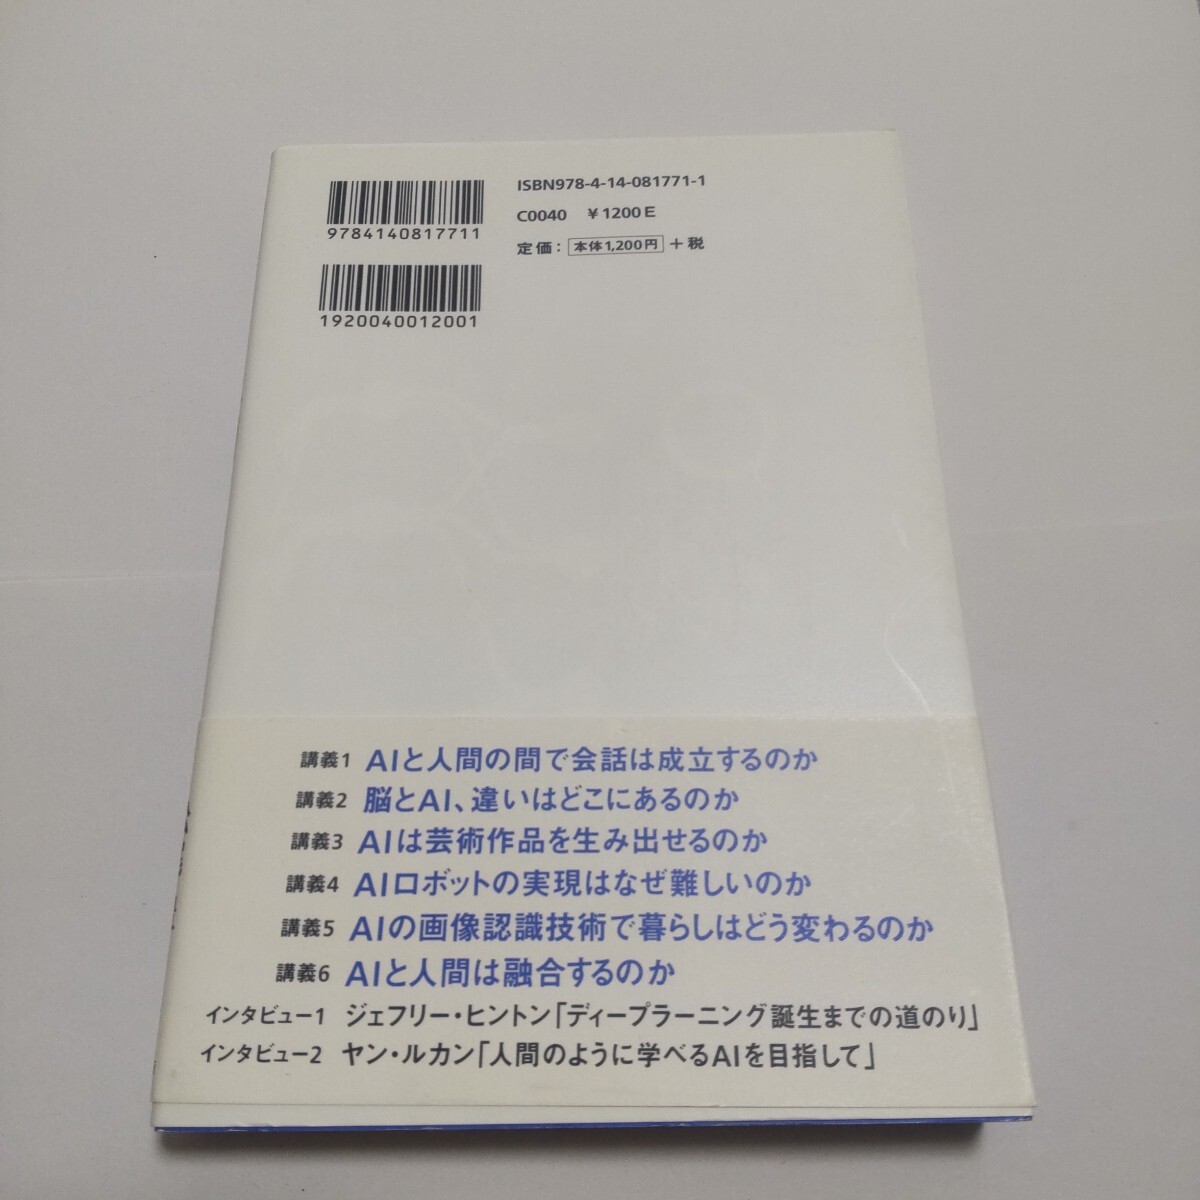 ISBN978-4-14-081771-1
C0040 ¥1200E
定価：本体1,200円＋税
9784140817711
1920040012001
講義1 AIと人間の間で会話は成立するのか
講義2 脳とAI、違いはどこにあるのか
講義3 AIは芸術作品を生み出せるのか
講義4 AIロボットの実現はなぜ難しいのか
講義5 AIの画像認識技術で暮らしはどう変わるのか
講義6 AIと人間は融合するのか
インタビュー1 ジェフリー・ヒントン「ディープラーニング誕生までの道のり」
インタビュー2 ヤン・ルカン「人間のように学べるAIを目指して」